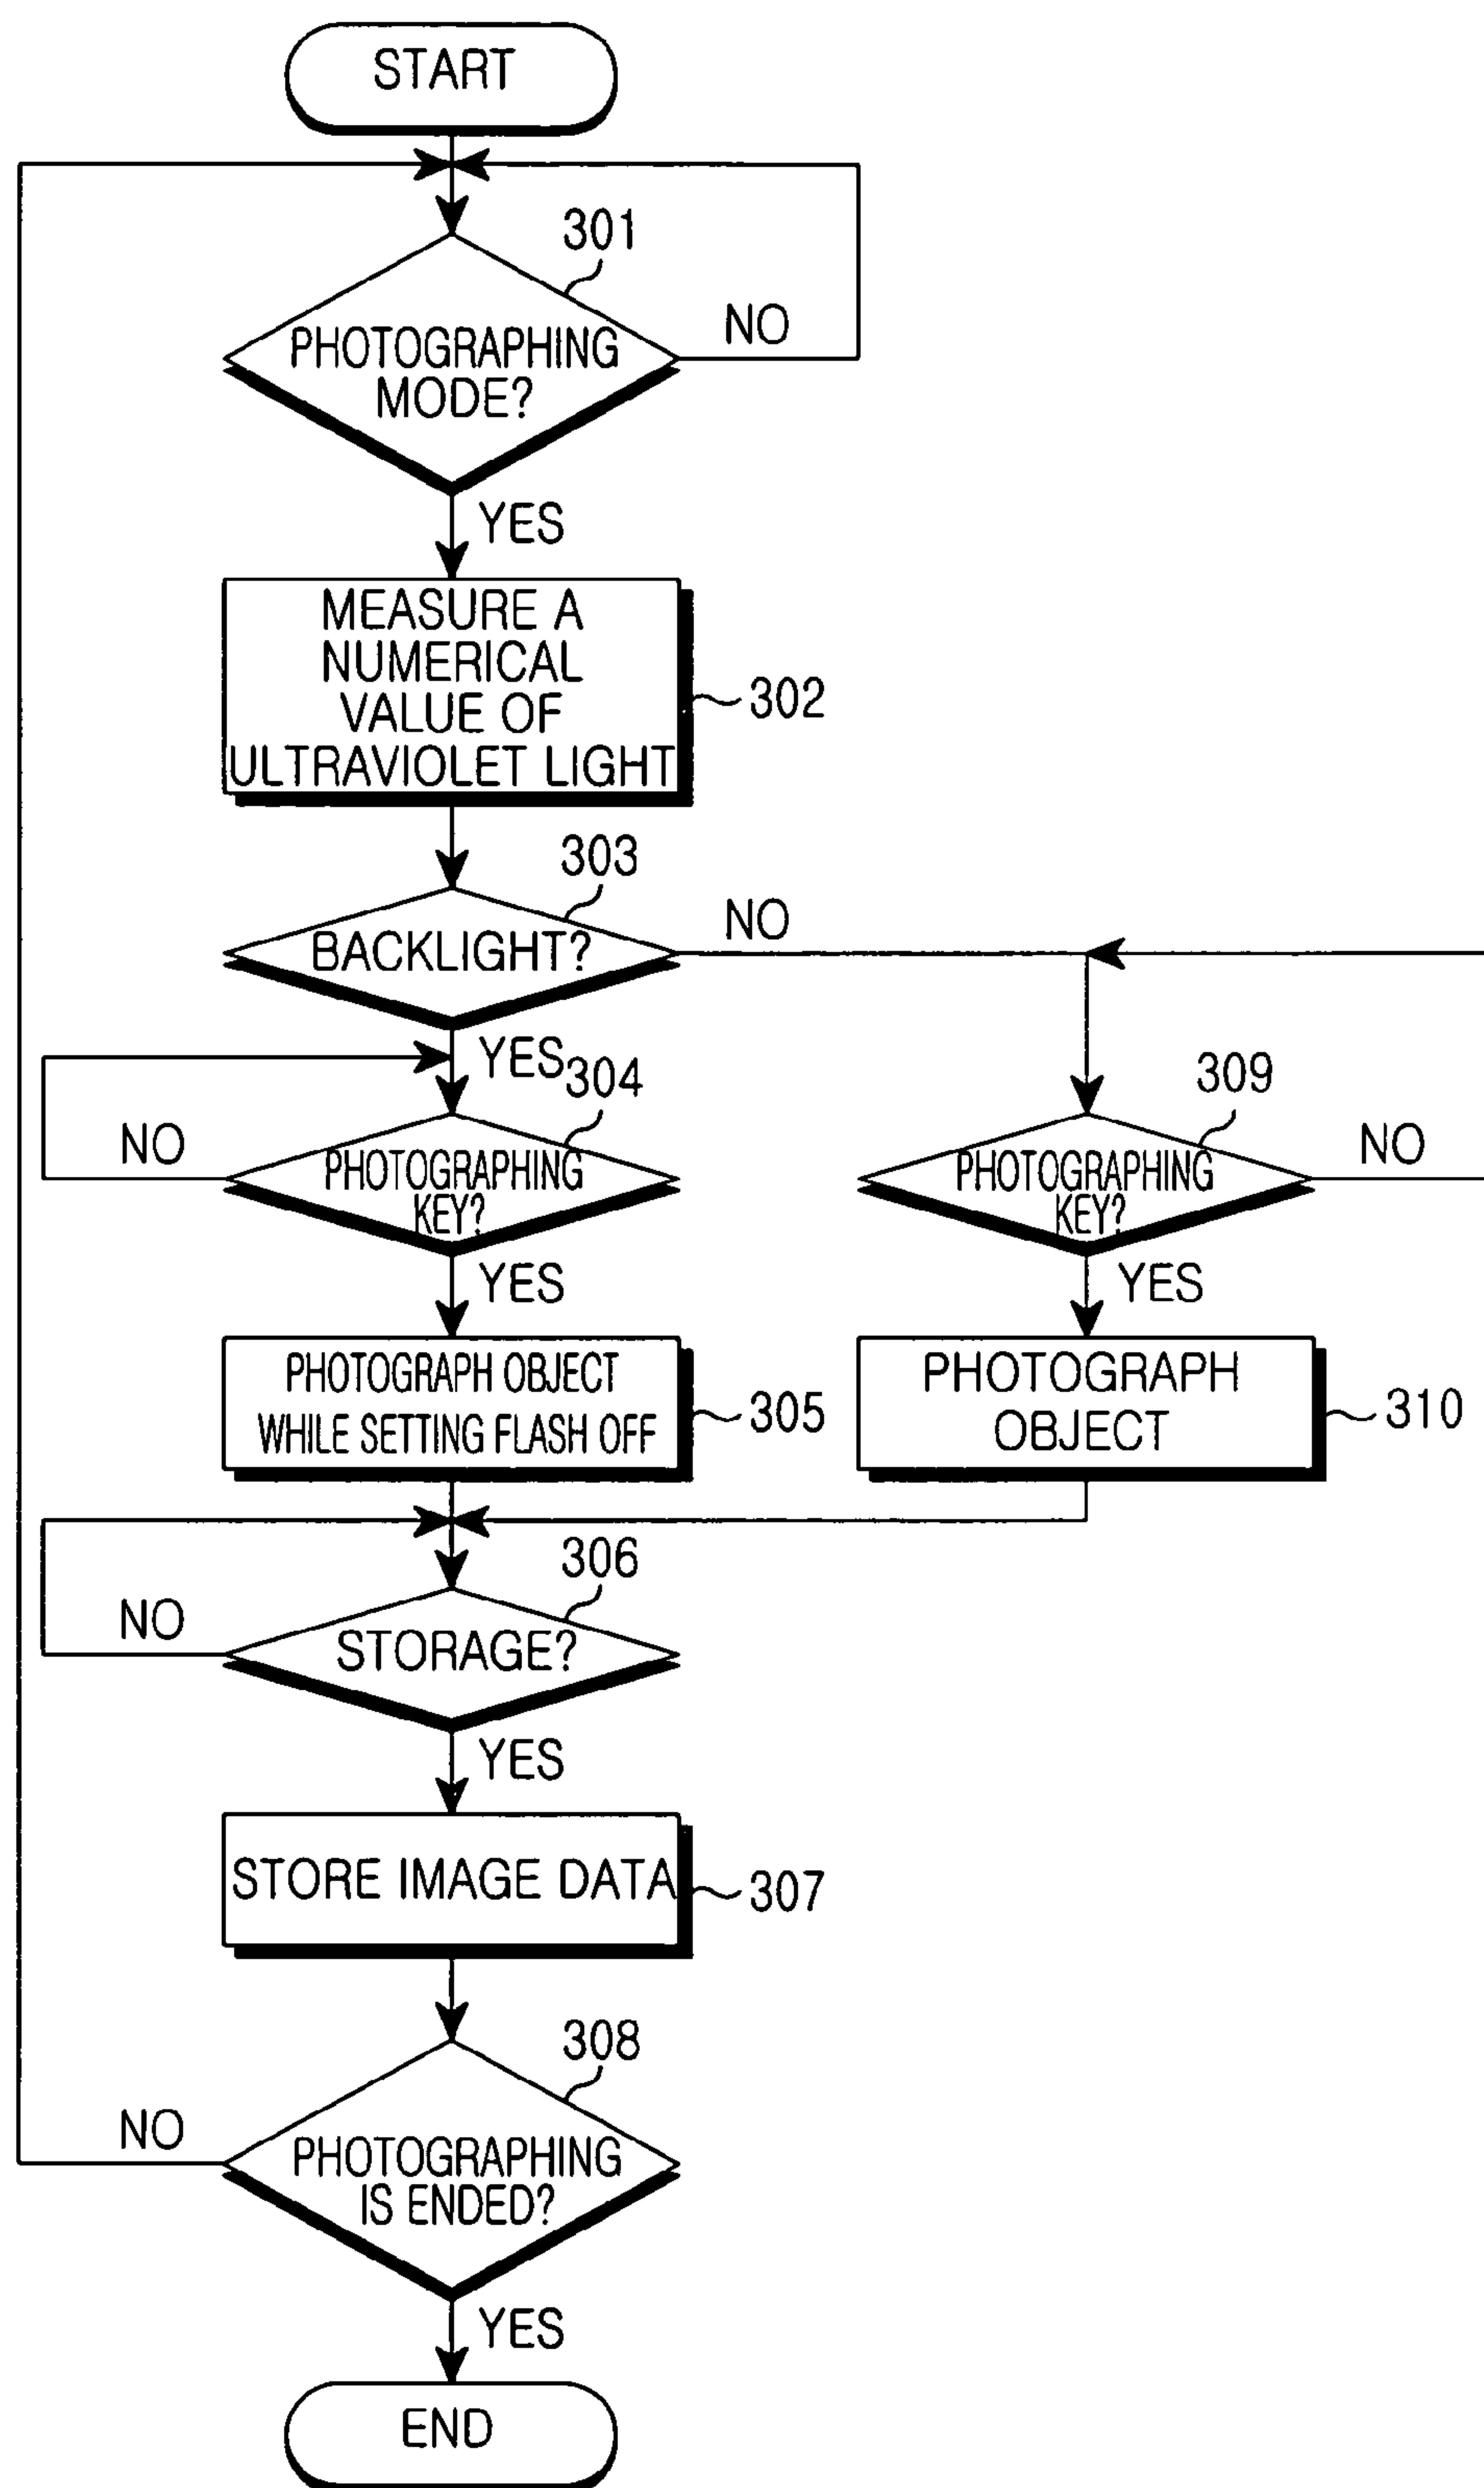 START
301
PHOTOGRAPHING
MODE?
NO
YES
MEASURE A
NUMERICAL
VALUE OF
ULTRAVIOLET LIGHT
302
303
BACKLIGHT?
NO
YES
304
PHOTOGRAPHING
KEY?
NO
YES
309
PHOTOGRAPHING
KEY?
NO
YES
PHOTOGRAPH OBJECT
WHILE SETTING FLASH OFF
305
PHOTOGRAPH
OBJECT
310
306
STORAGE?
NO
YES
STORE IMAGE DATA
307
308
PHOTOGRAPHING
IS ENDED?
NO
YES
END